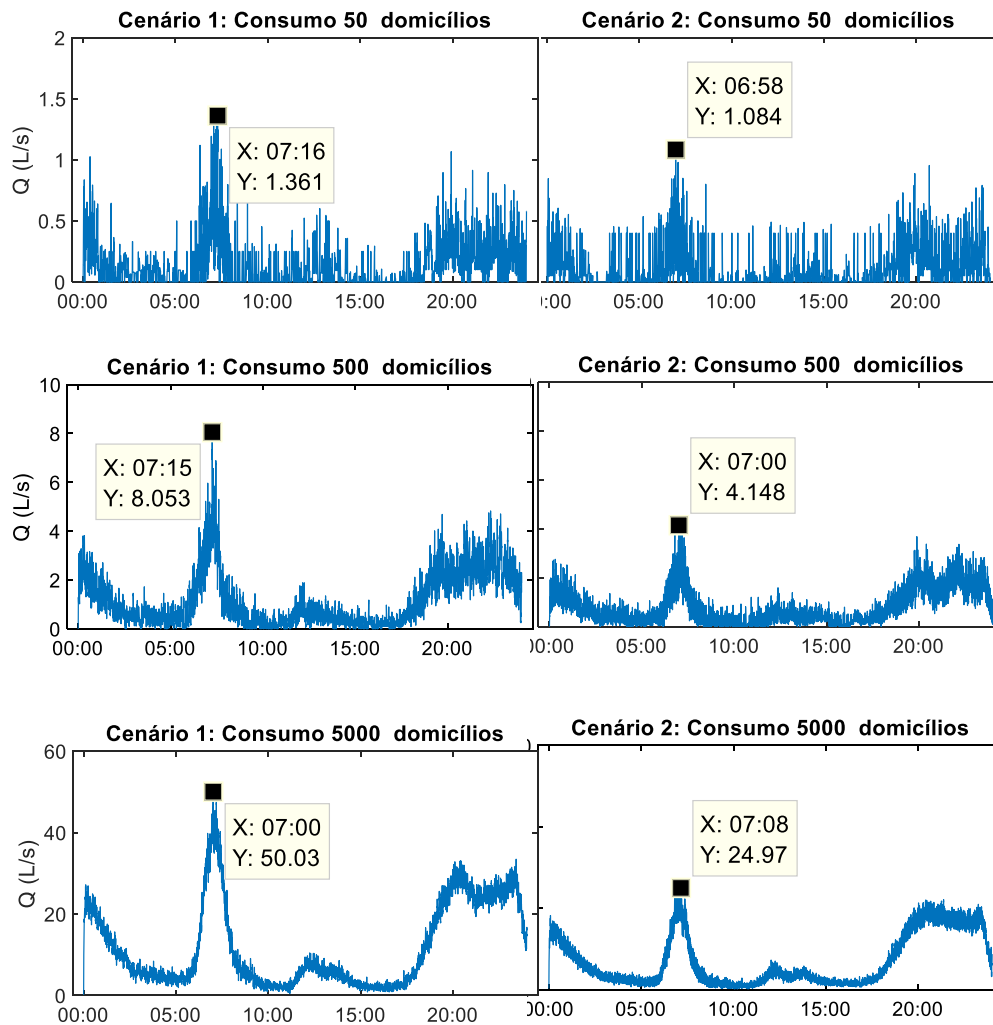 Cenário 1: Consumo 50 domicílios
2
1.5
1
0.5
0
Q (L/s)
X: 07:16
Y: 1.361
00:00 05:00 10:00 15:00 20:00
Cenário 2: Consumo 50 domicílios
X: 06:58
Y: 1.084
0:00 05:00 10:00 15:00 20:00
Cenário 1: Consumo 500 domicílios
10
8
6
4
2
0
Q (L/s)
X: 07:15
Y: 8.053
00:00 05:00 10:00 15:00 20:00
Cenário 2: Consumo 500 domicílios
X: 07:00
Y: 4.148
0:00 05:00 10:00 15:00 20:00
Cenário 1: Consumo 5000 domicílios
60
40
20
0
Q (L/s)
X: 07:00
Y: 50.03
00:00 05:00 10:00 15:00 20:00
Cenário 2: Consumo 5000 domicílios
X: 07:08
Y: 24.97
00:00 05:00 10:00 15:00 20:00